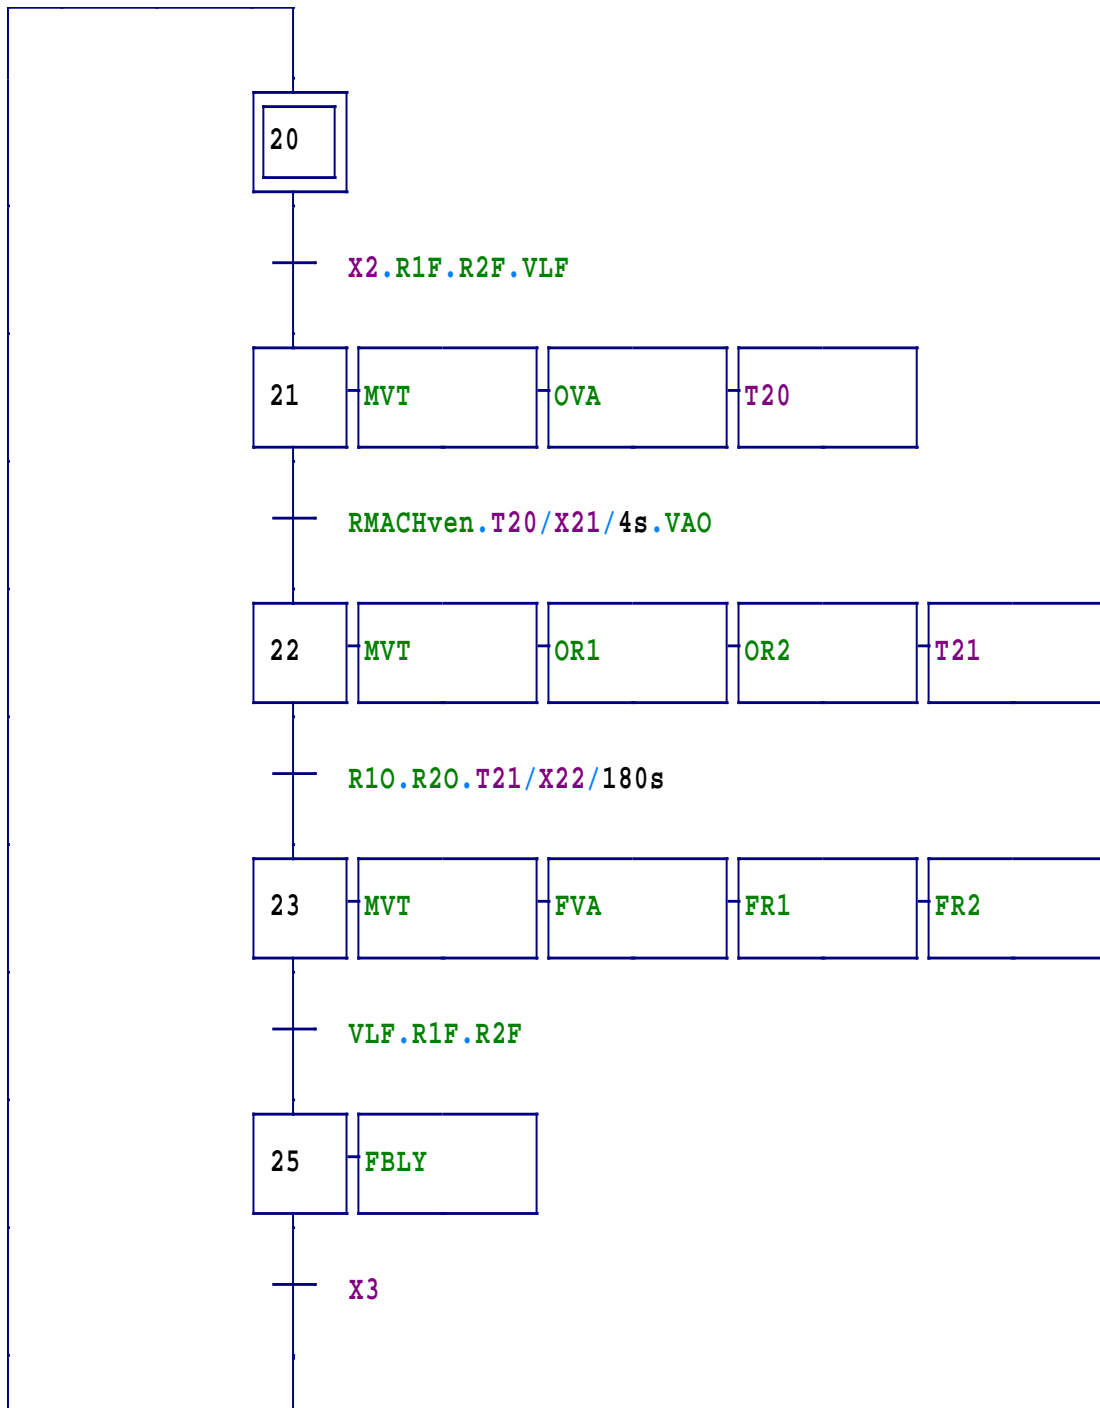 20
X2.R1F.R2F.VLF
21 MVT OVA T20
RMACHven.T20/X21/4s.VAO
22 MVT OR1 OR2 T21
R1O.R2O.T21/X22/180s
23 MVT FVA FR1 FR2
VLF.R1F.R2F
25 FBLY
X3